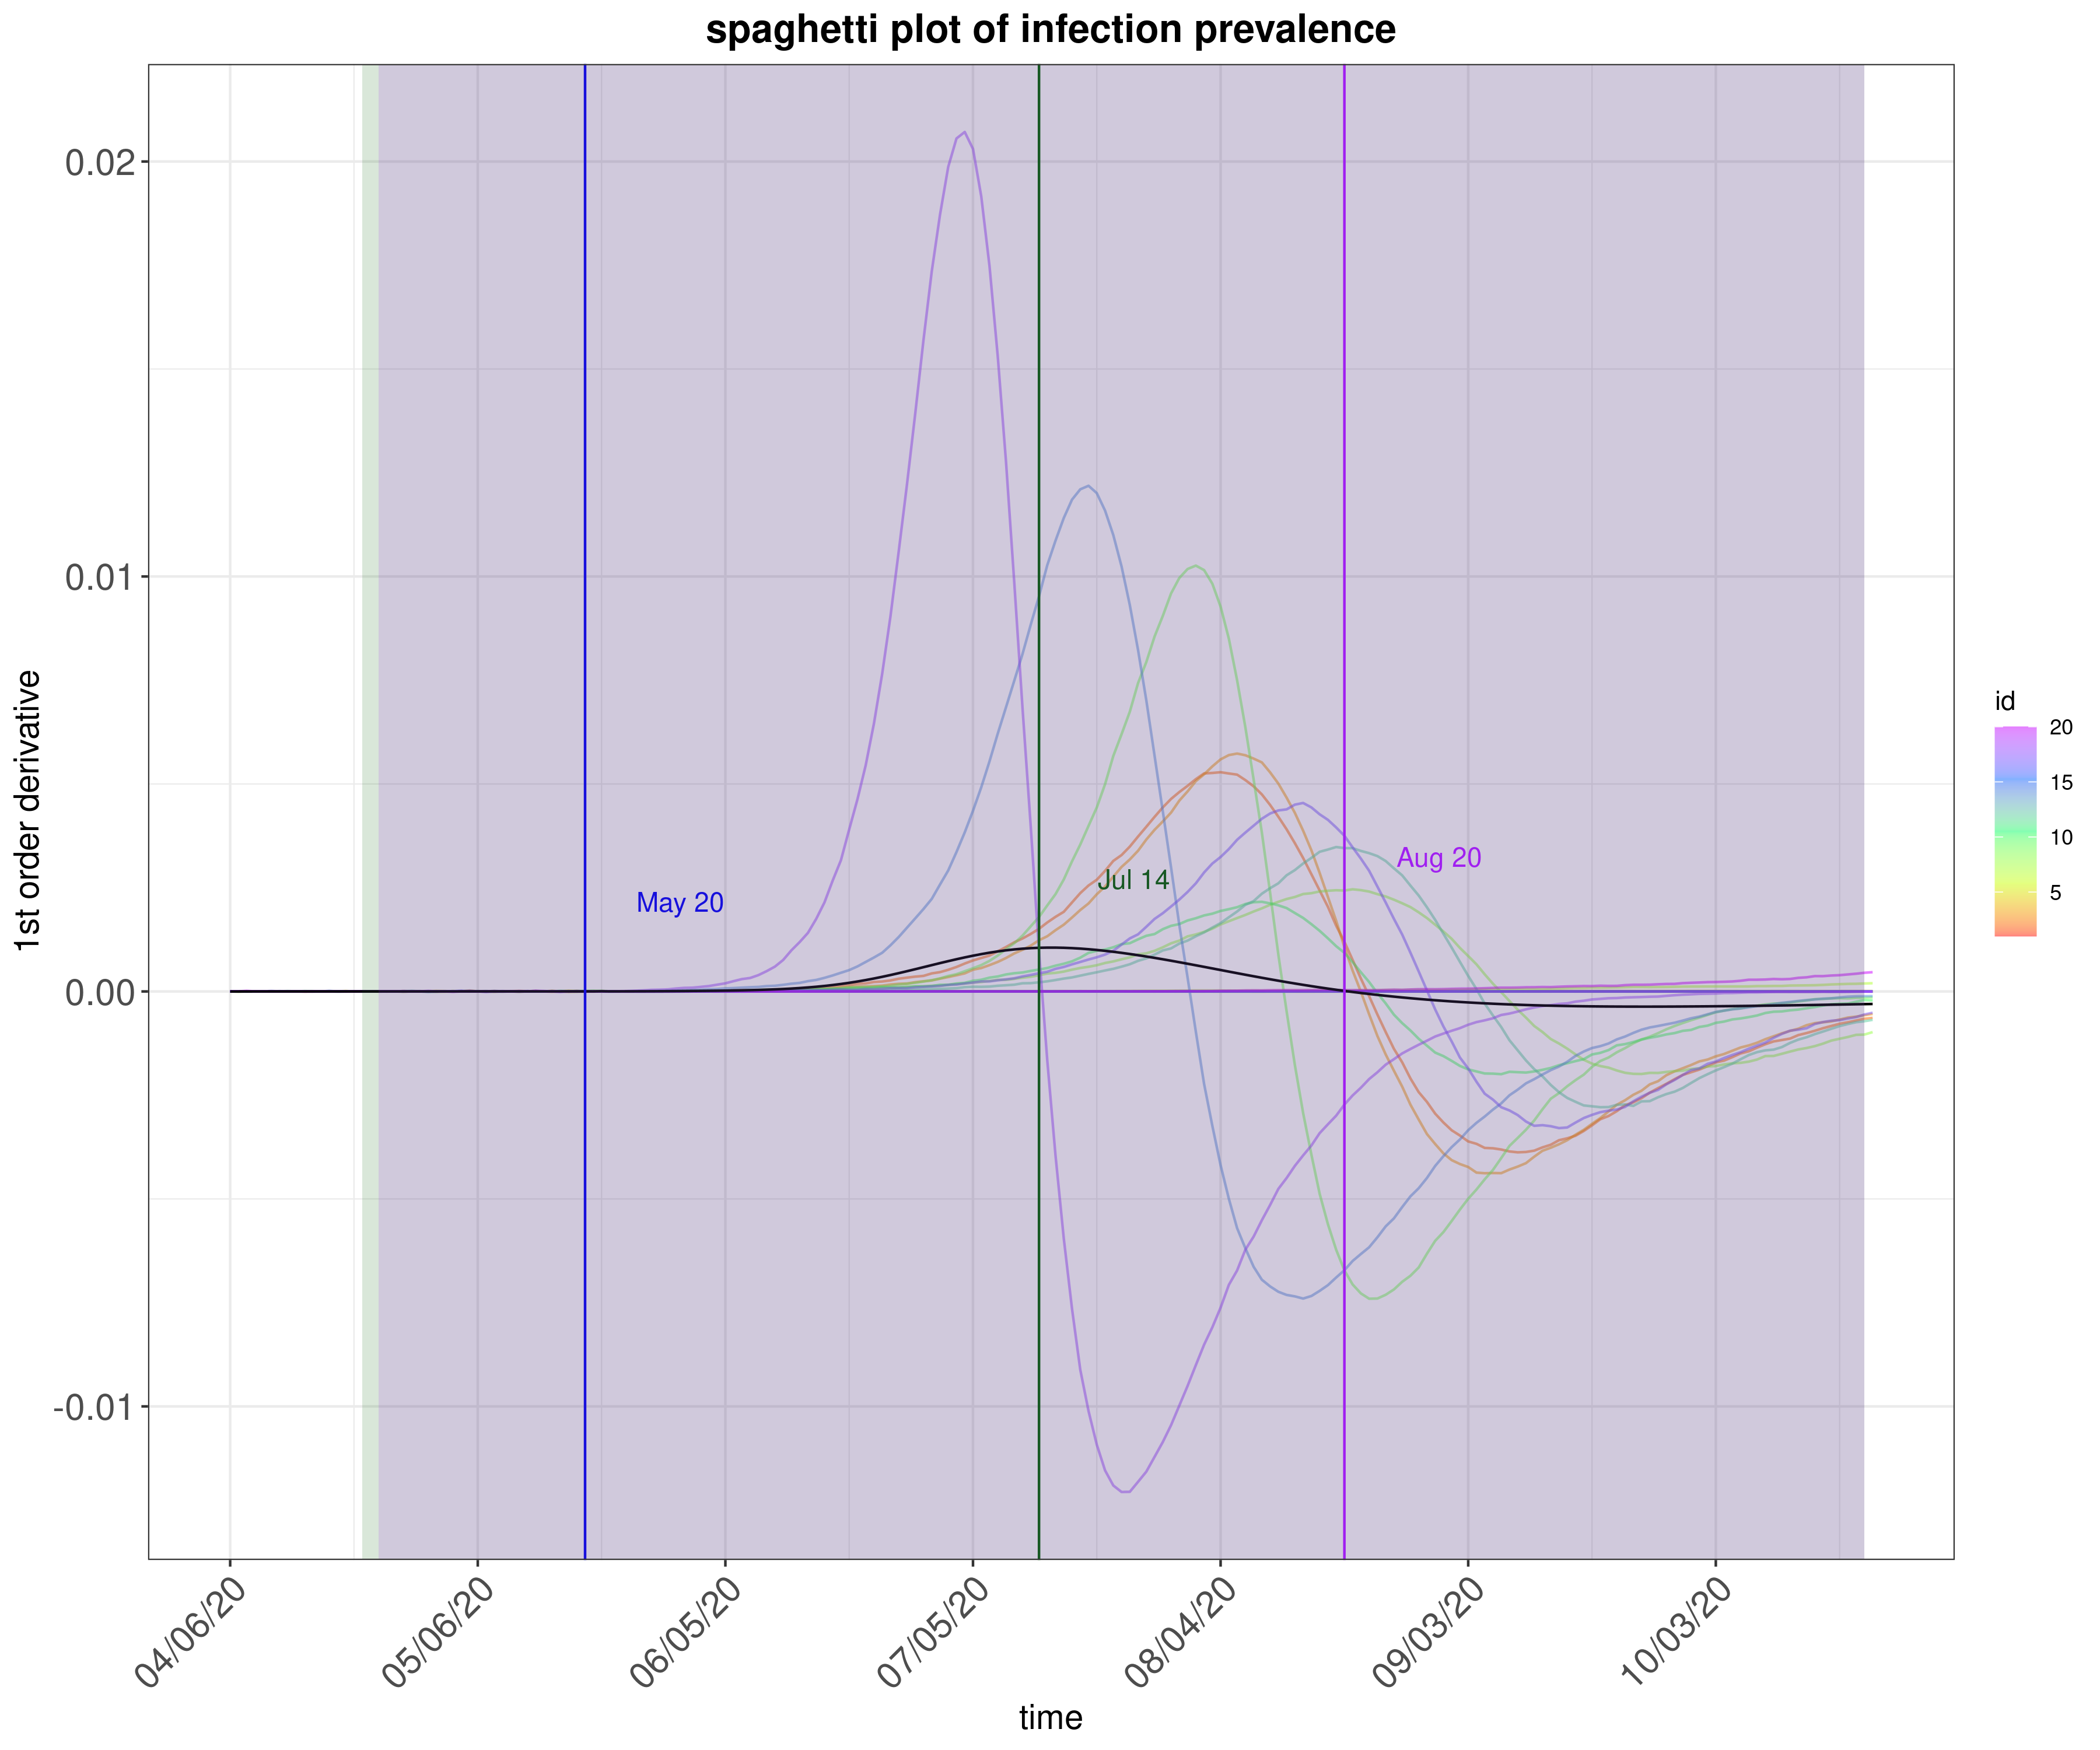 spaghetti plot of infection prevalence
0.02
0.01
0.00
-0.01
1st order derivative
May 20
Jul 14
Aug 20
04/06/20
05/06/20
06/05/20
07/05/20
08/04/20
09/03/20
10/03/20
time
id
20
15
10
5